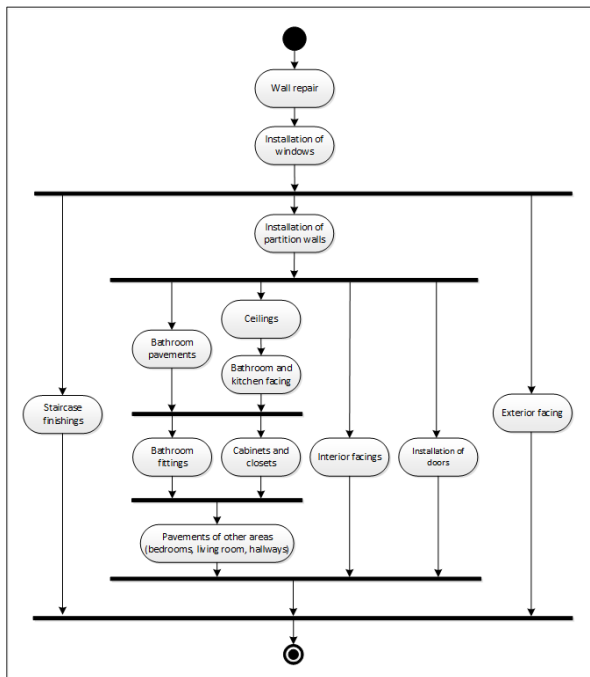 Wall repair
Installation of
windows
Installation of
partition walls
Ceilings
Bathroom
pavements
Bathroom and
kitchen facing
Staircase
finishings
Exterior facing
Bathroom
fittings
Cabinets and
closets
Interior facings
Installation of
doors
Pavements of other areas
(bedrooms, living room, hallways)